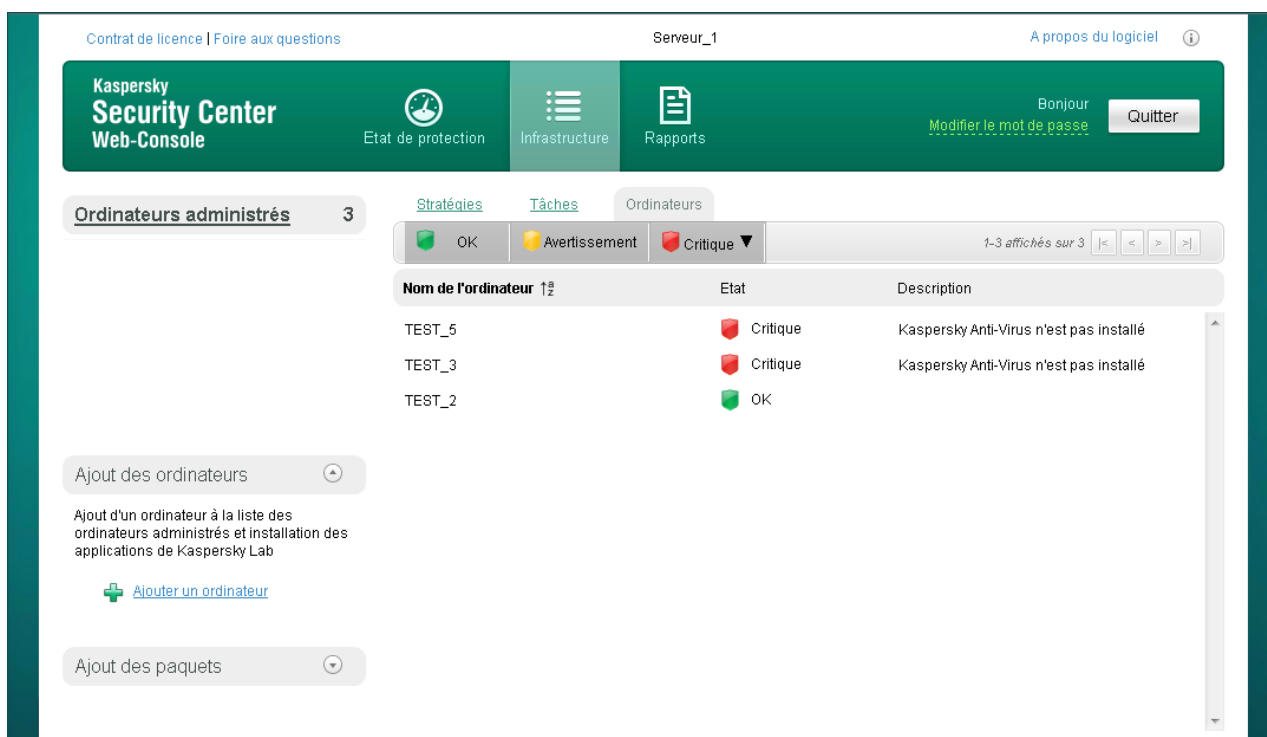 Contrat de licence | Foire aux questions
Serveur_1
A propos du logiciel
Kaspersky
Security Center
Web-Console
Etat de protection
Infrastructure
Rapports
Bonjour
Modifier le mot de passe
Quitter
Ordinateurs administrés 3
Stratégies Tâches Ordinateurs
OK Avertissement Critique ▼
1-3 affichés sur 3 |< < > >|
Nom de l'ordinateur Etat Description
TEST_5 Critique Kaspersky Anti-Virus n'est pas installé
TEST_3 Critique Kaspersky Anti-Virus n'est pas installé
TEST_2 OK
Ajout des ordinateurs
Ajout d'un ordinateur à la liste des
ordinateurs administrés et installation des
applications de Kaspersky Lab
Ajouter un ordinateur
Ajout des paquets